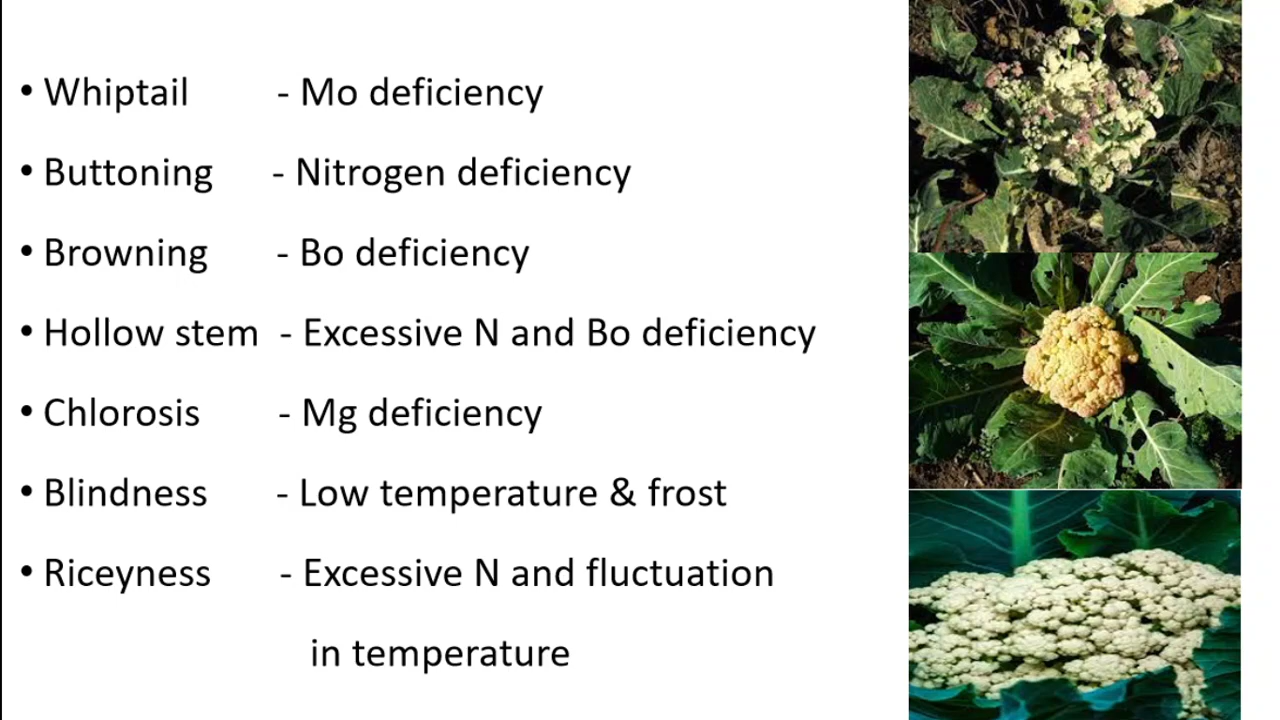 • Whiptail - Mo deficiency
• Buttoning - Nitrogen deficiency
• Browning - Bo deficiency
• Hollow stem - Excessive N and Bo deficiency
• Chlorosis - Mg deficiency
• Blindness - Low temperature & frost
• Riceyness - Excessive N and fluctuation
in temperature